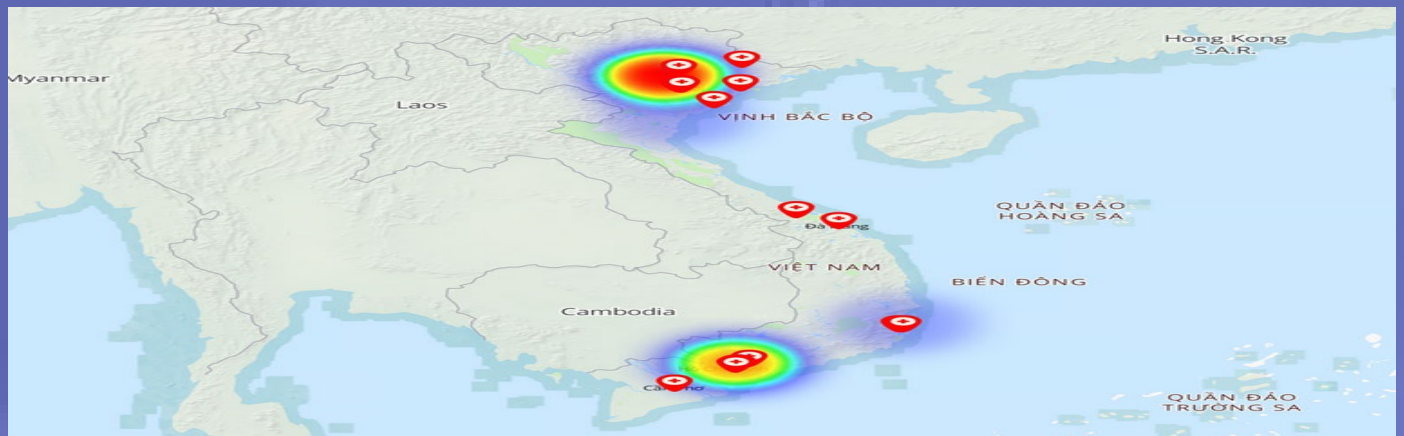 Hong Kong
S.A.R.
Myanmar
Laos
VỊNH BẮC BỘ
QUẦN ĐẢO
HOÀNG SA
VIỆT NAM
BIỂN ĐÔNG
Cambodia
QUẦN ĐẢO
TRƯỜNG SA